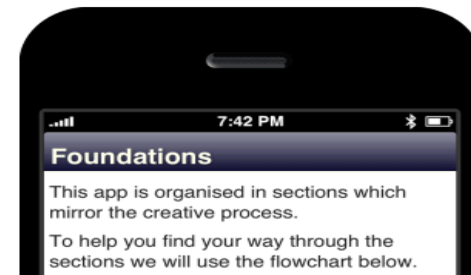 7:42 PM
Foundations
This app is organised in sections which
mirror the creative process.
To help you find your way through the
sections we will use the flowchart below.